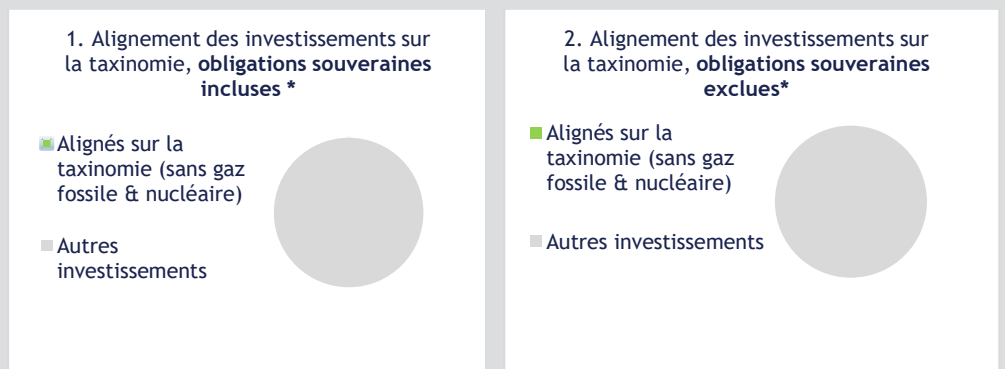 1. Alignement des investissements sur
la taxinomie, obligations souveraines
incluses *
Alignés sur la
taxinomie (sans gaz
fossile & nucléaire)
Autres
investissements
2. Alignement des investissements sur
la taxinomie, obligations souveraines
exclues*
Alignés sur la
taxinomie (sans gaz
fossile & nucléaire)
Autres investissements